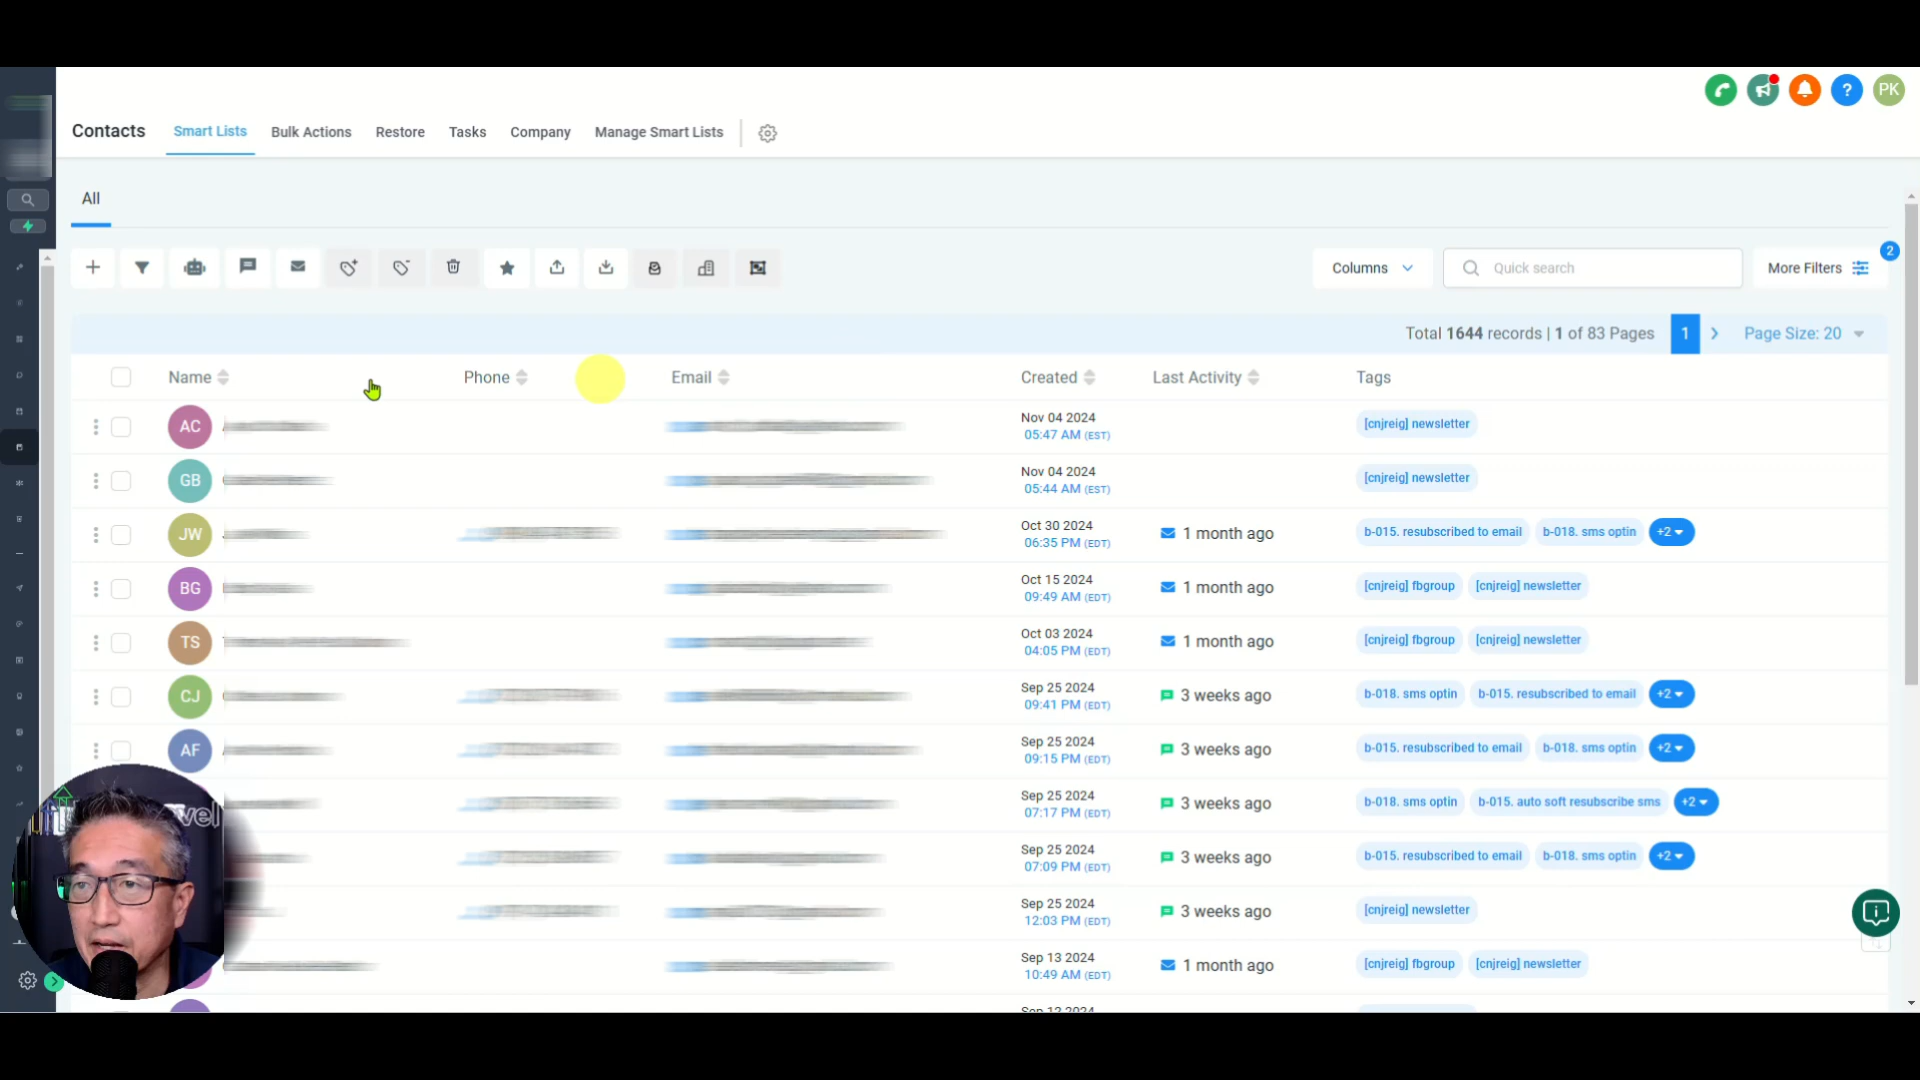 PK
Contacts Smart Lists Bulk Actions Restore Tasks Company Manage Smart Lists
All
2
Columns Quick search More Filters
Total 1644 records | 1 of 83 Pages 1 Page Size: 20
Name Phone Email Created Last Activity Tags
AC Nov 04 2024 [cnjreig] newsletter
05:47 AM (EST)
GB Nov 04 2024 [cnjreig] newsletter
05:44 AM (EST)
JW Oct 30 2024 1 month ago b-015. resubscribed to email b-018. sms optin +2
06:35 PM (EDT)
BG Oct 15 2024 1 month ago [cnjreig] fbgroup [cnjreig] newsletter
09:49 AM (EDT)
TS Oct 03 2024 1 month ago [cnjreig] fbgroup [cnjreig] newsletter
04:05 PM (EDT)
CJ Sep 25 2024 3 weeks ago b-018. sms optin b-015. resubscribed to email +2
09:41 PM (EDT)
AF Sep 25 2024 3 weeks ago b-015. resubscribed to email b-018. sms optin +2
09:15 PM (EDT)
Sep 25 2024 3 weeks ago b-018. sms optin b-015. auto soft resubscribe sms +2
07:17 PM (EDT)
Sep 25 2024 3 weeks ago b-015. resubscribed to email b-018. sms optin +2
07:09 PM (EDT)
Sep 25 2024 3 weeks ago [cnjreig] newsletter
12:03 PM (EDT)
Sep 13 2024 1 month ago [cnjreig] fbgroup [cnjreig] newsletter
10:49 AM (EDT)